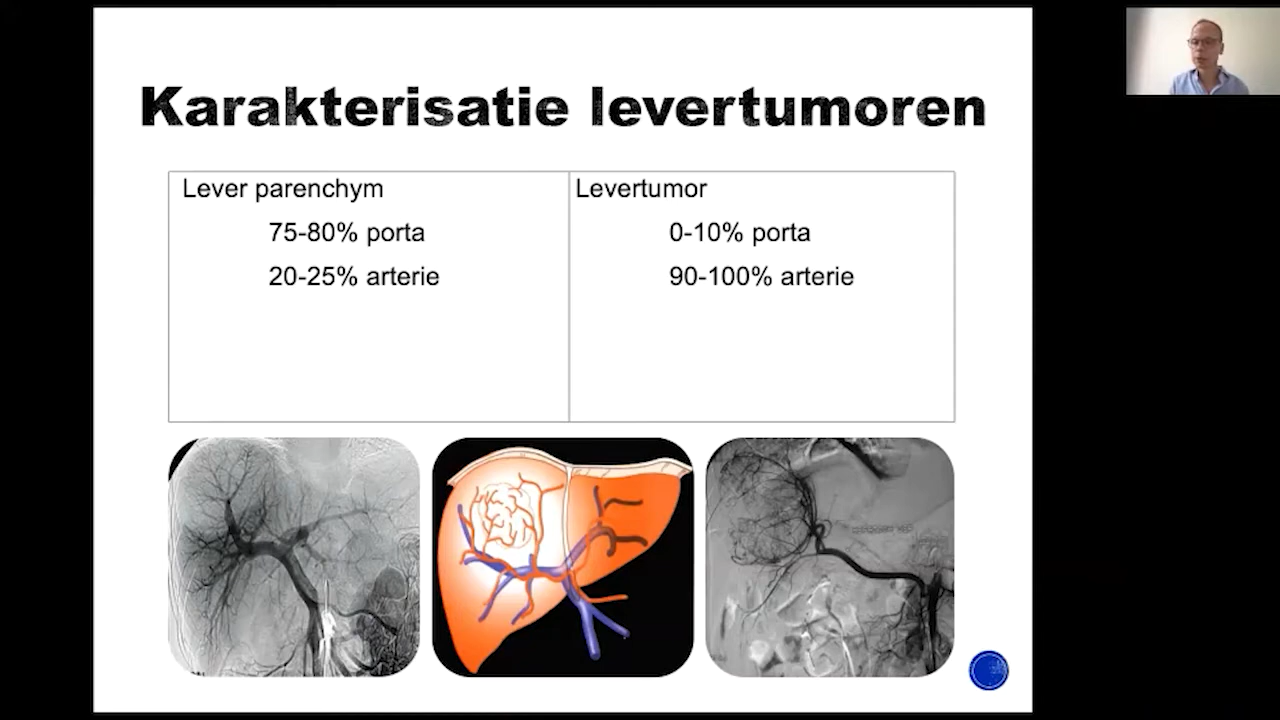 Karakterisatie levertumoren
Lever parenchym
75-80% porta
20-25% arterie
Levertumor
0-10% porta
90-100% arterie